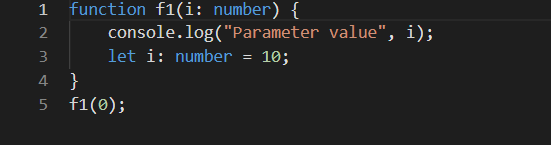 1 function f1(i: number) {
2     console.log("Parameter value", i);
3     let i: number = 10;
4 }
5 f1(0);